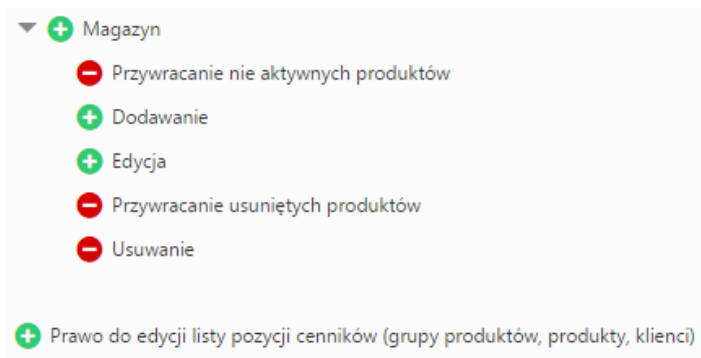 Magazyn
Przywracanie nie aktywnych produktów
Dodawanie
Edycja
Przywracanie usuniętych produktów
Usuwanie
Prawo do edycji listy pozycji cenników (grupy produktów, produkty, klienci)